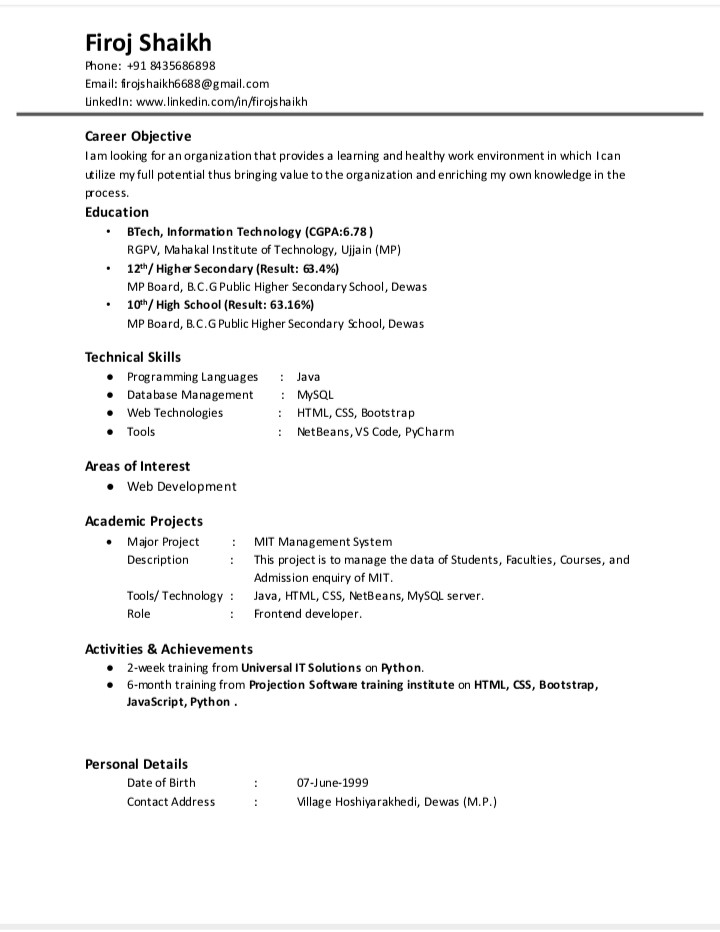 Firoj Shaikh
Phone: +91 8435686898
Email: firojshaikh6688@gmail.com
LinkedIn: www.linkedin.com/in/firojshaikh
Career Objective
I am looking for an organization that provides a learning and healthy work environment in which I can
utilize my full potential thus bringing value to the organization and enriching my own knowledge in the
process.
Education
• BTech, Information Technology (CGPA:6.78 )
RGPV, Mahakal Institute of Technology, Ujjain (MP)
• 12th/ Higher Secondary (Result: 63.4%)
MP Board, B.C.G Public Higher Secondary School, Dewas
• 10th/ High School (Result: 63.16%)
MP Board, B.C.G Public Higher Secondary School, Dewas
Technical Skills
● Programming Languages : Java
● Database Management : MySQL
● Web Technologies : HTML, CSS, Bootstrap
● Tools : NetBeans, VS Code, PyCharm
Areas of Interest
● Web Development
Academic Projects
● Major Project : MIT Management System
Description : This project is to manage the data of Students, Faculties, Courses, and
Admission enquiry of MIT.
Tools/ Technology : Java, HTML, CSS, NetBeans, MySQL server.
Role : Frontend developer.
Activities & Achievements
● 2-week training from Universal IT Solutions on Python.
● 6-month training from Projection Software training institute on HTML, CSS, Bootstrap,
JavaScript, Python .
Personal Details
Date of Birth : 07-June-1999
Contact Address : Village Hoshiyarakhedi, Dewas (M.P.)